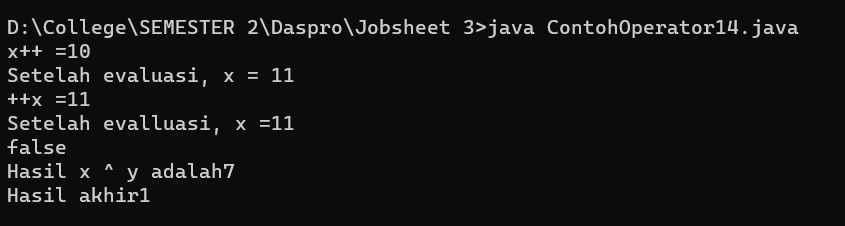 D:\College\SEMESTER 2\Daspro\Jobsheet 3>java ContohOperator14.java
x++ =10
Setelah evaluasi, x = 11
++x =11
Setelah evalluasi, x =11
false
Hasil x ^ y adalah7
Hasil akhir1